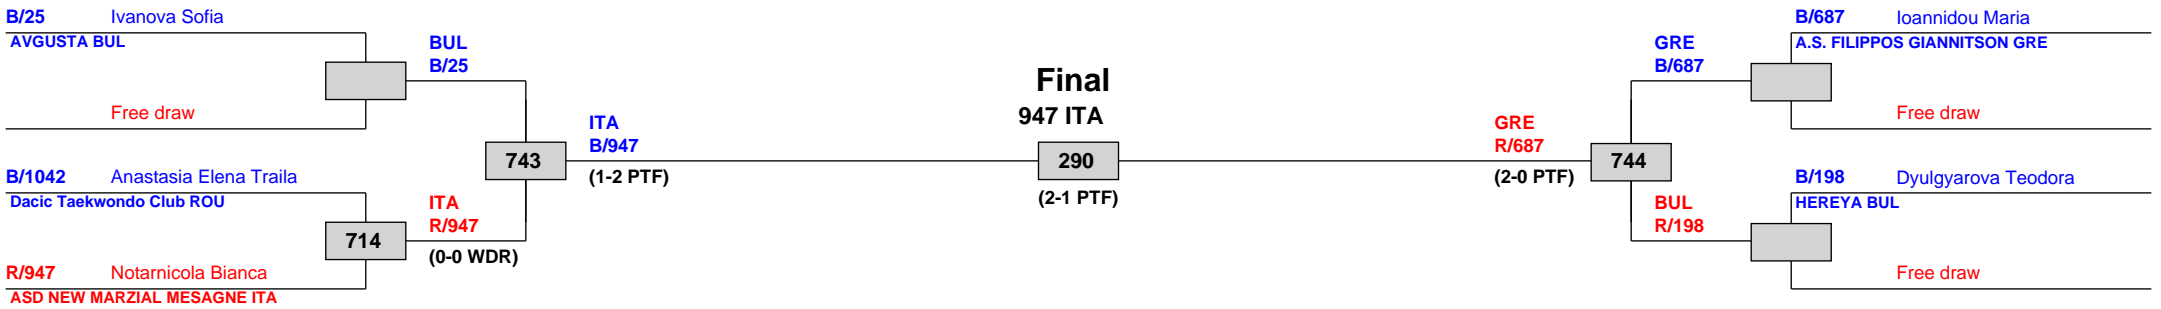 B/25 Ivanova Sofia
AVGUSTA BUL
Free draw
B/1042 Anastasia Elena Traila
Dacic Taekwondo Club ROU
714
R/947 Notarnicola Bianca
ASD NEW MARZIAL MESAGNE ITA
BUL
B/25
743
ITA
R/947
(0-0 WDR)
ITA
B/947
(1-2 PTF)
Final
947 ITA
290
(2-1 PTF)
GRE
R/687
(2-0 PTF)
744
GRE
B/687
BUL
R/198
B/687 Ioannidou Maria
A.S. FILIPPOS GIANNITSON GRE
Free draw
B/198 Dyulgyarova Teodora
HEREYA BUL
Free draw